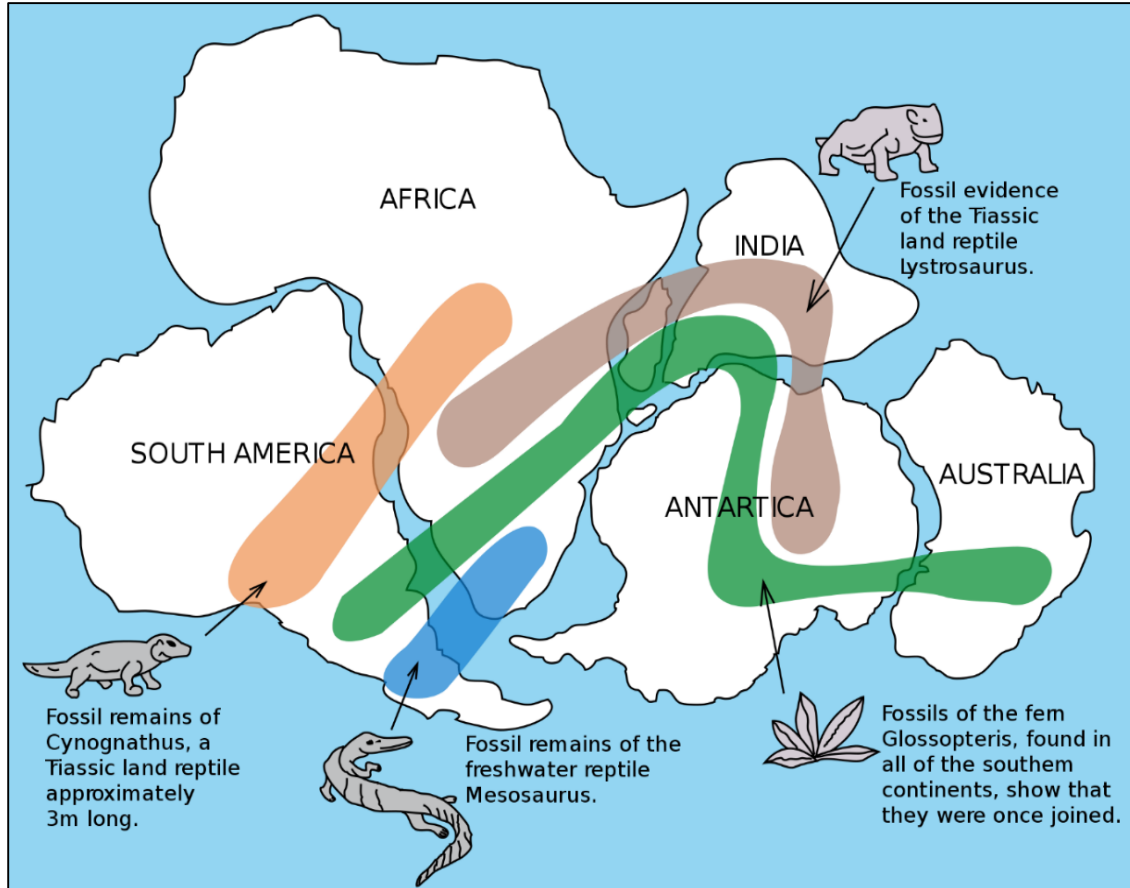 AFRICA
INDIA
Fossil evidence
of the Tiassic
land reptile
Lystrosaurus.
SOUTH AMERICA
ANTARTICA
AUSTRALIA
Fossil remains of
Cynognathus, a
Tiassic land reptile
approximately
3m long.
Fossil remains of the
freshwater reptile
Mesosaurus.
Fossils of the fem
Glossopteris, found in
all of the southem
continents, show that
they were once joined.